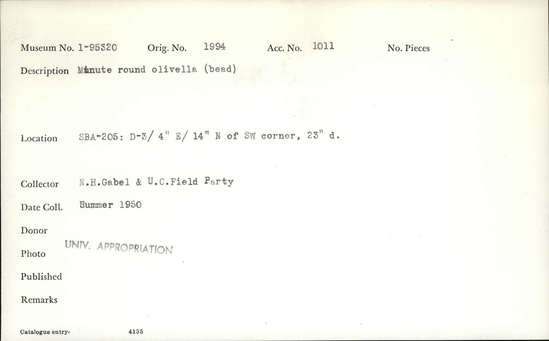 Museum No. 1-95320 Orig. No. 1994 Acc. No. 1011 No. Pieces
Description Minute round olivella (bead)
Location SBA-205: D-3/ 4" E/ 14" N of SW corner, 23" d.
Collector N.H.Gabel & U.C.Field Party
Date Coll. Summer 1950
Donor
UNIV. APPROPRIATION
Photo
Published
Remarks
Catalogue entry- 4135